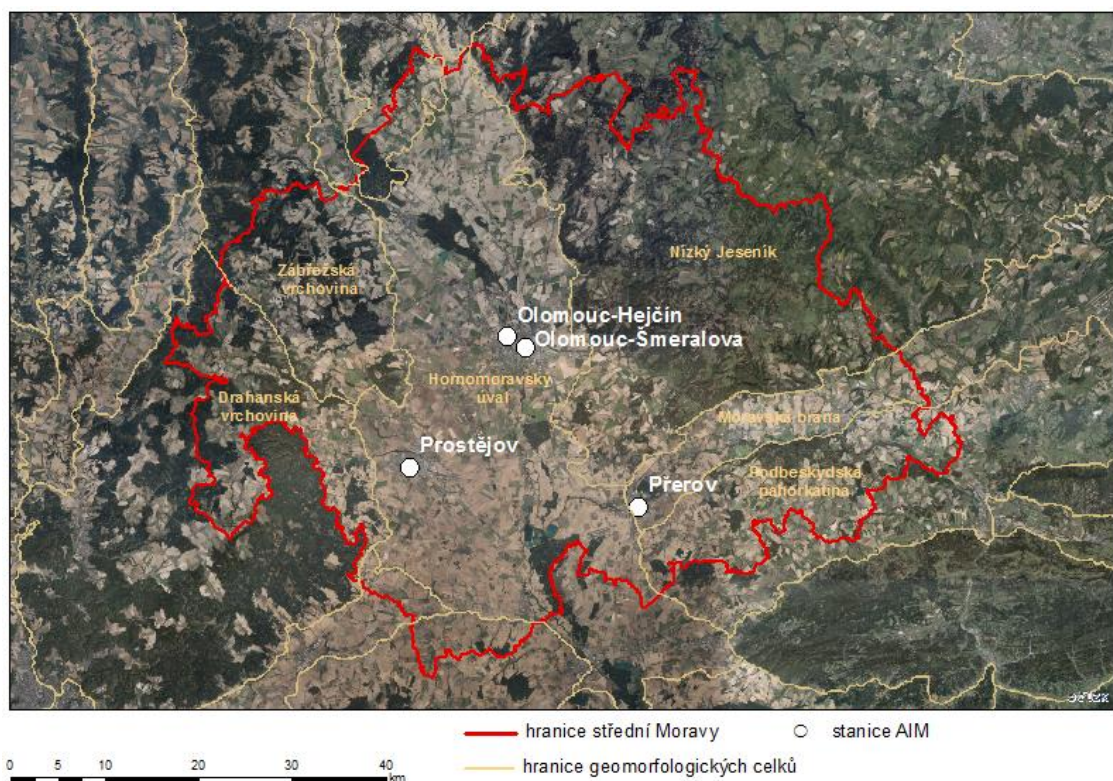 Nízký Jeseník
Zábřežská
vrchovina
Olomouc-Hejčín
Olomouc-Šmeralova
Hornomoravský
úval
Drahanská
vrchovina
Moravská brána
Prostějov
Podbeskydská
pahorkatina
Přerov
hranice střední Moravy
stanice AIM
hranice geomorfologických celků
0 5 10 20 30 40
km